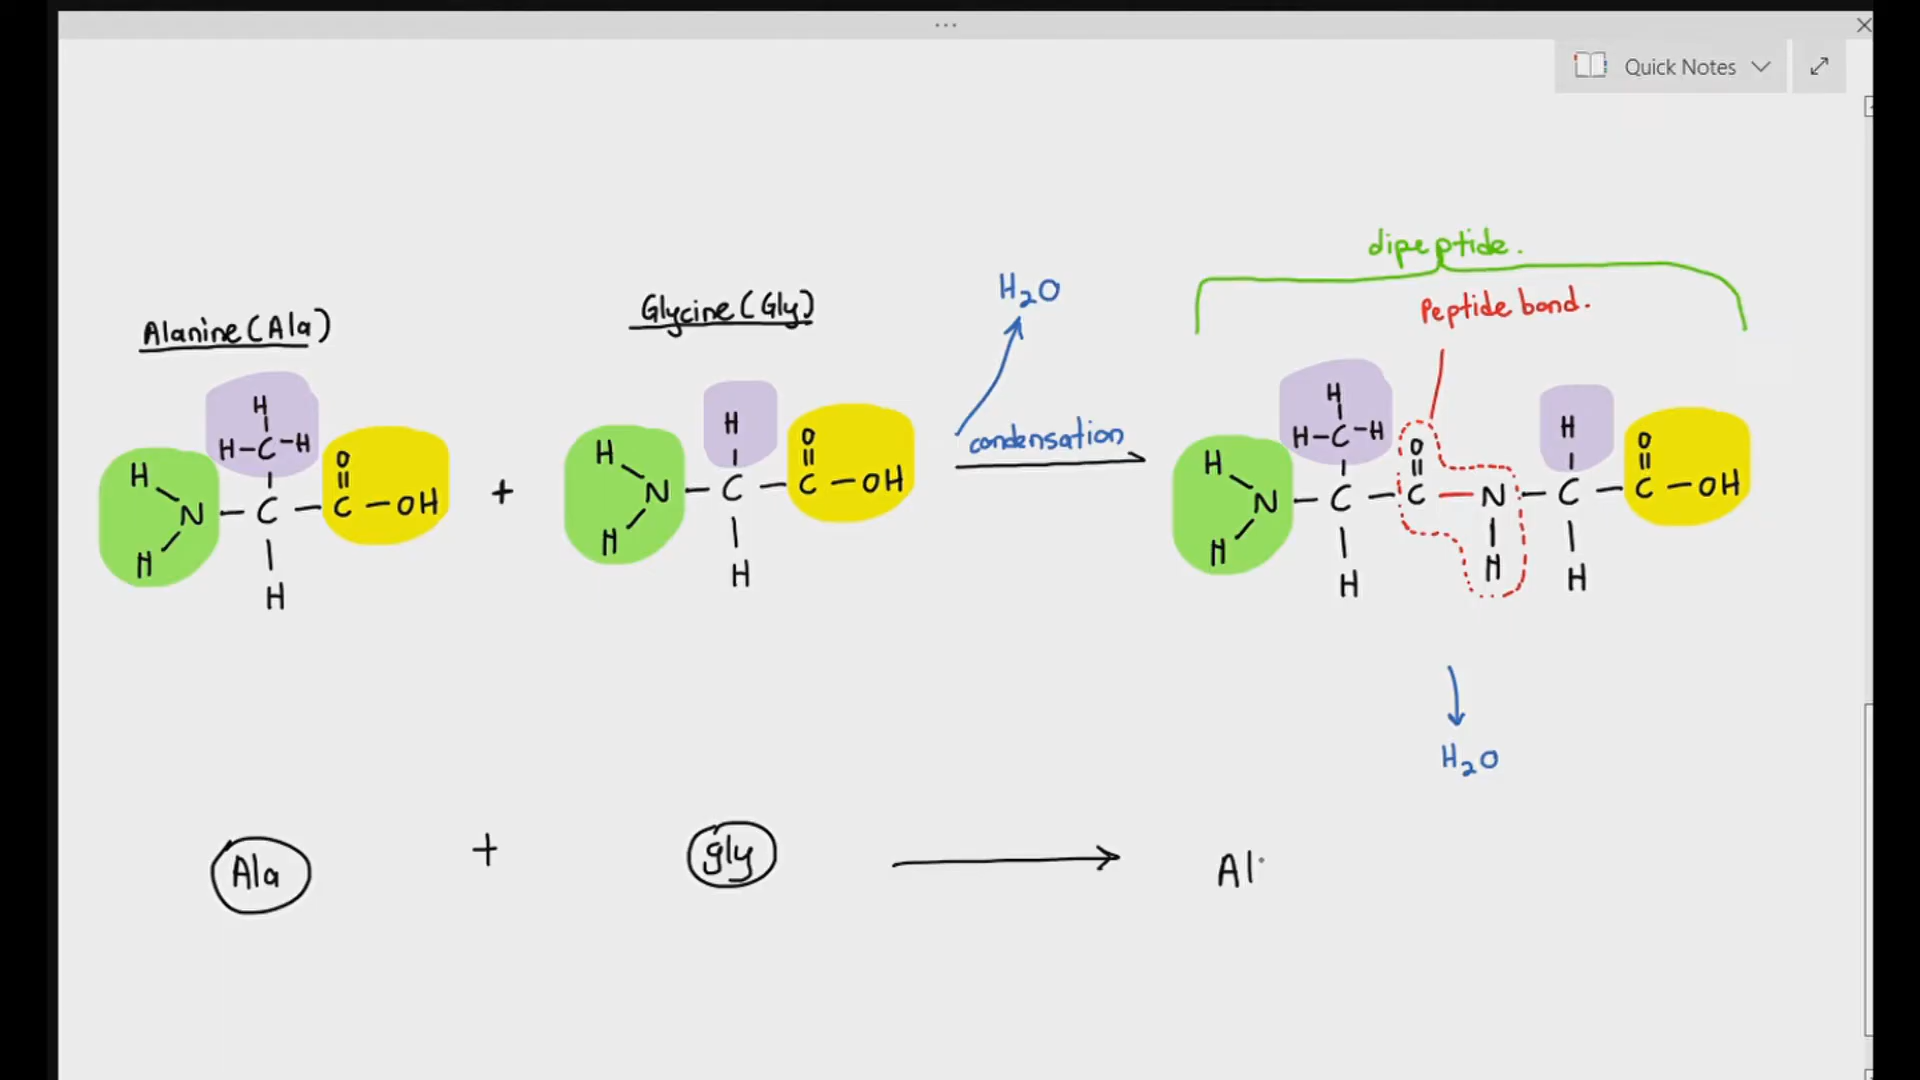 Quick Notes
dipeptide.
H2O
Peptide bond.
Alanine(Ala)
Glycine(Gly)
condensation
H H-C-H H N H C H O C-OH
+
H N H H C H O C-OH
H H-C-H H N H C H O C-N H H C H O C-OH
H2O
Ala + gly Al